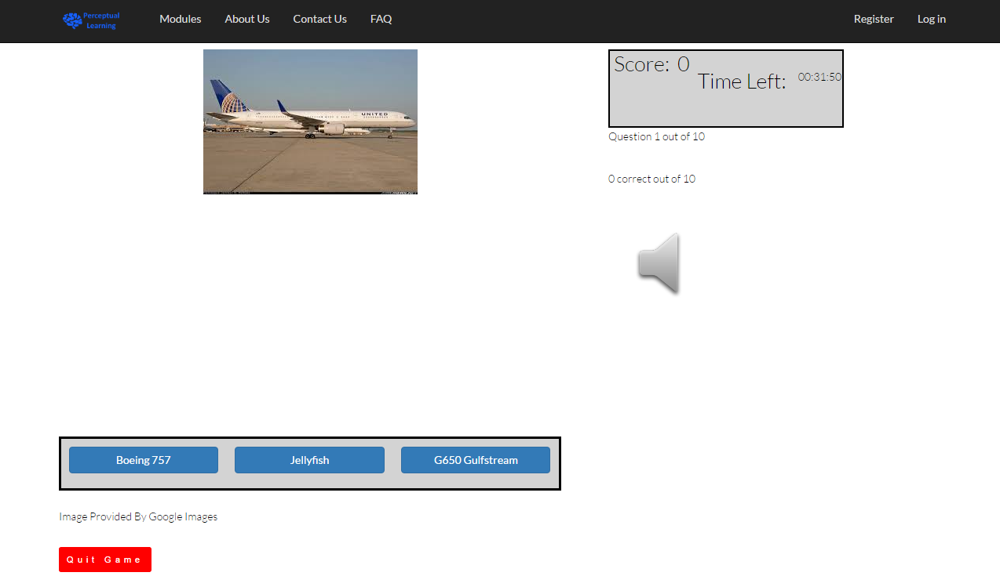 Perceptual
Learning
Modules
About Us
Contact Us
FAQ
Register
Log in
UNITED
Score: 0
Time Left:
00:31:50
Question 1 out of 10
0 correct out of 10
Boeing 757
Jellyfish
G650 Gulfstream
Image Provided By Google Images
Quit Game